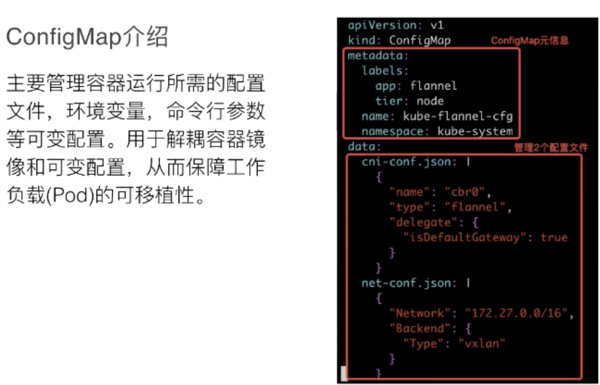 ConfigMap介绍
主要管理容器运行所需的配置
文件，环境变量，命令行参数
等可变配置。用于解耦容器镜
像和可变配置，从而保障工作
负载(Pod)的可移植性。
apiVersion: v1
kind: ConfigMap
ConfigMap元信息
metadata:
  labels:
    app: flannel
    tier: node
  name: kube-flannel-cfg
  namespace: kube-system
data:
管理2个配置文件
  cni-conf.json: |
    {
      "name": "cbr0",
      "type": "flannel",
      "delegate": {
        "isDefaultGateway": true
      }
    }
  net-conf.json: |
    {
      "Network": "172.27.0.0/16",
      "Backend": {
        "Type": "vxlan"
      }
    }